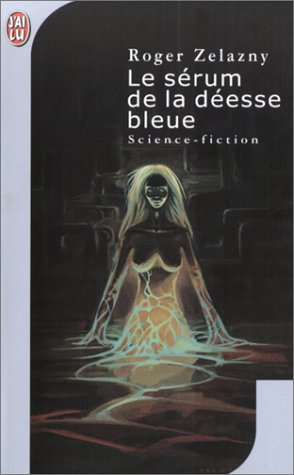 J'AI
LU
Roger Zelazny
Le sérum
de la déesse
bleue
Science-fiction